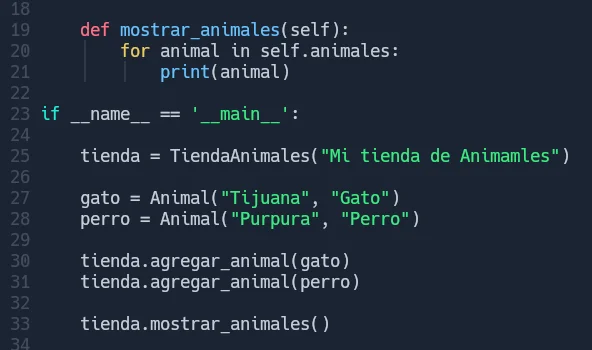 18
19     def mostrar_animales(self):
20         for animal in self.animales:
21             print(animal)
22
23 if __name__ == '__main__':
24
25     tienda = TiendaAnimales("Mi tienda de Animamles")
26
27     gato = Animal("Tijuana", "Gato")
28     perro = Animal("Purpura", "Perro")
29
30     tienda.agregar_animal(gato)
31     tienda.agregar_animal(perro)
32
33     tienda.mostrar_animales()
34